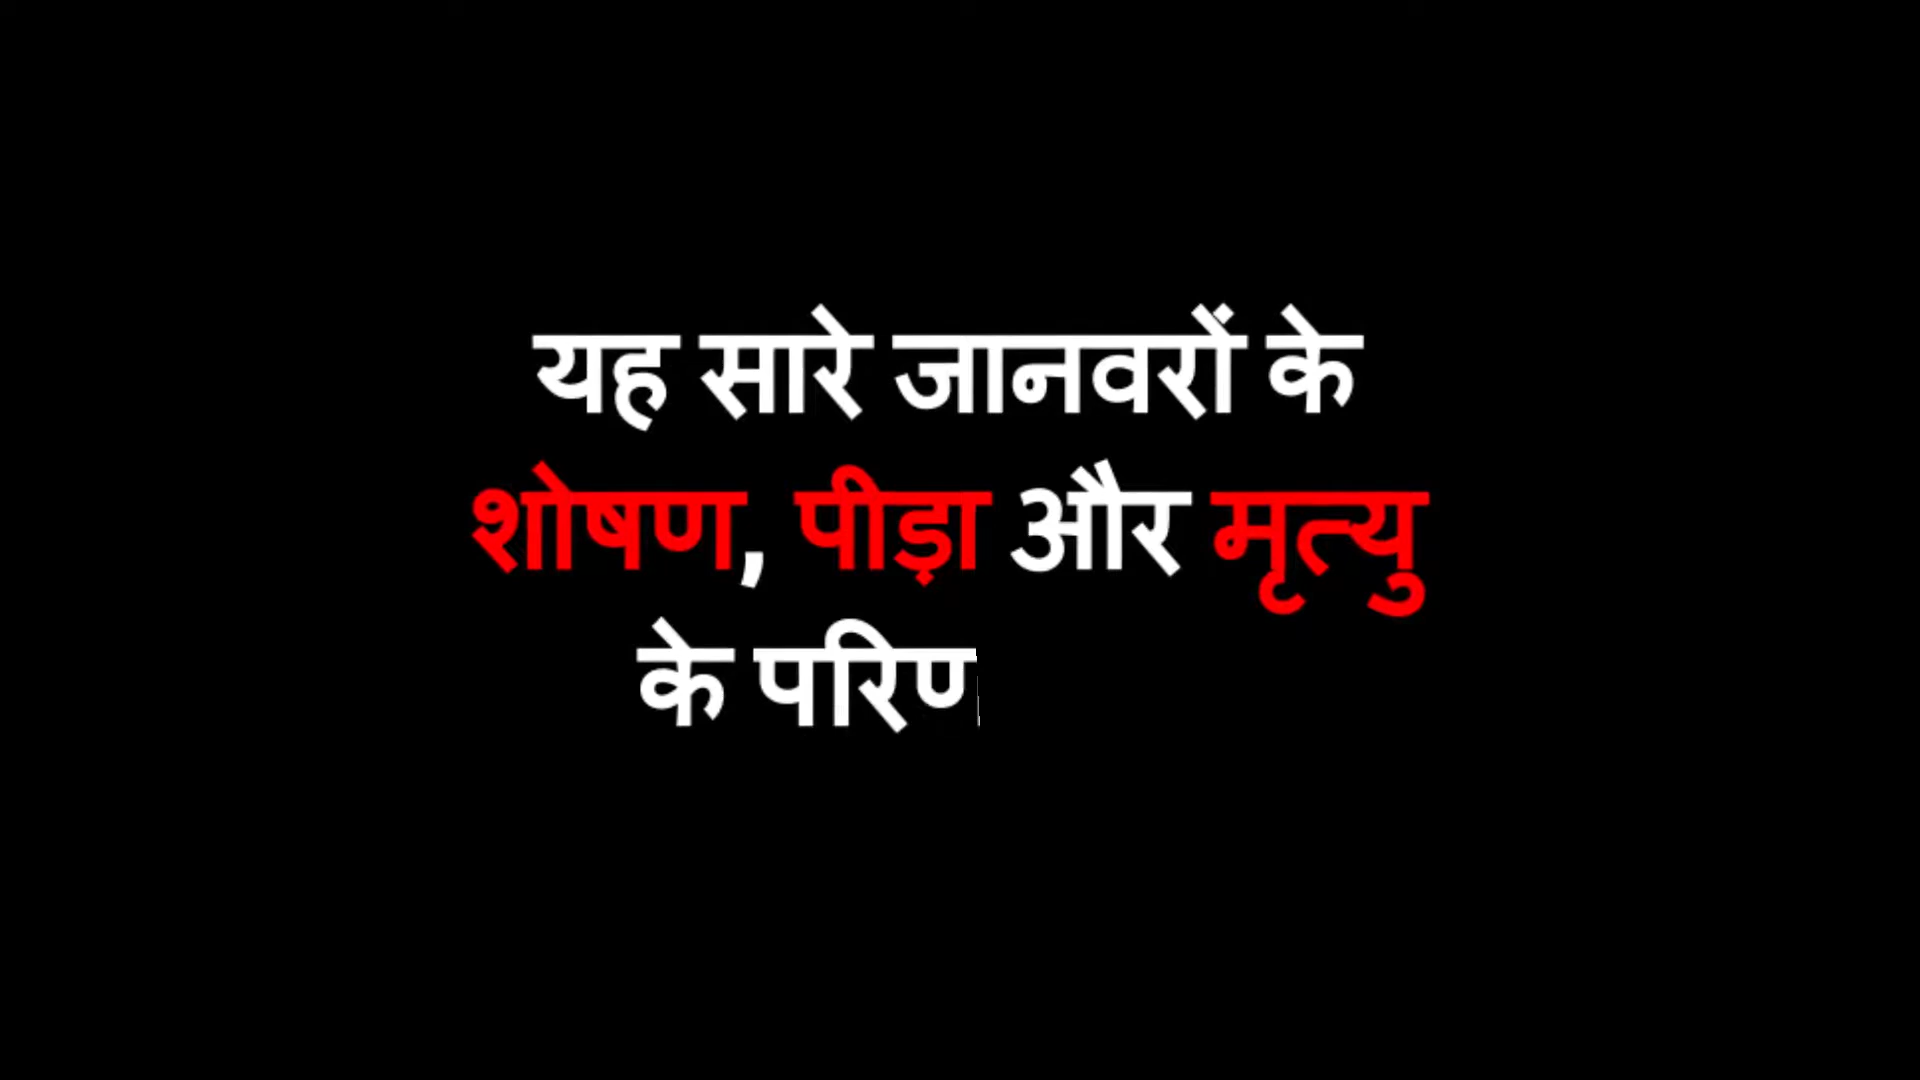 यह सारे जानवरों के
शोषण, पीड़ा और मृत्यु
के परिण